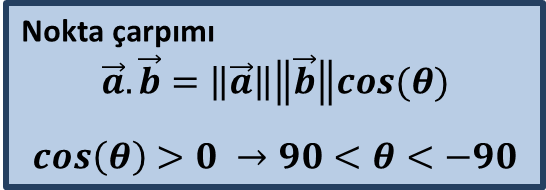 Nokta çarpımı
a⃗.b⃗ = ‖a⃗‖‖b⃗‖cos(θ)
cos(θ) > 0 → 90 < θ < −90